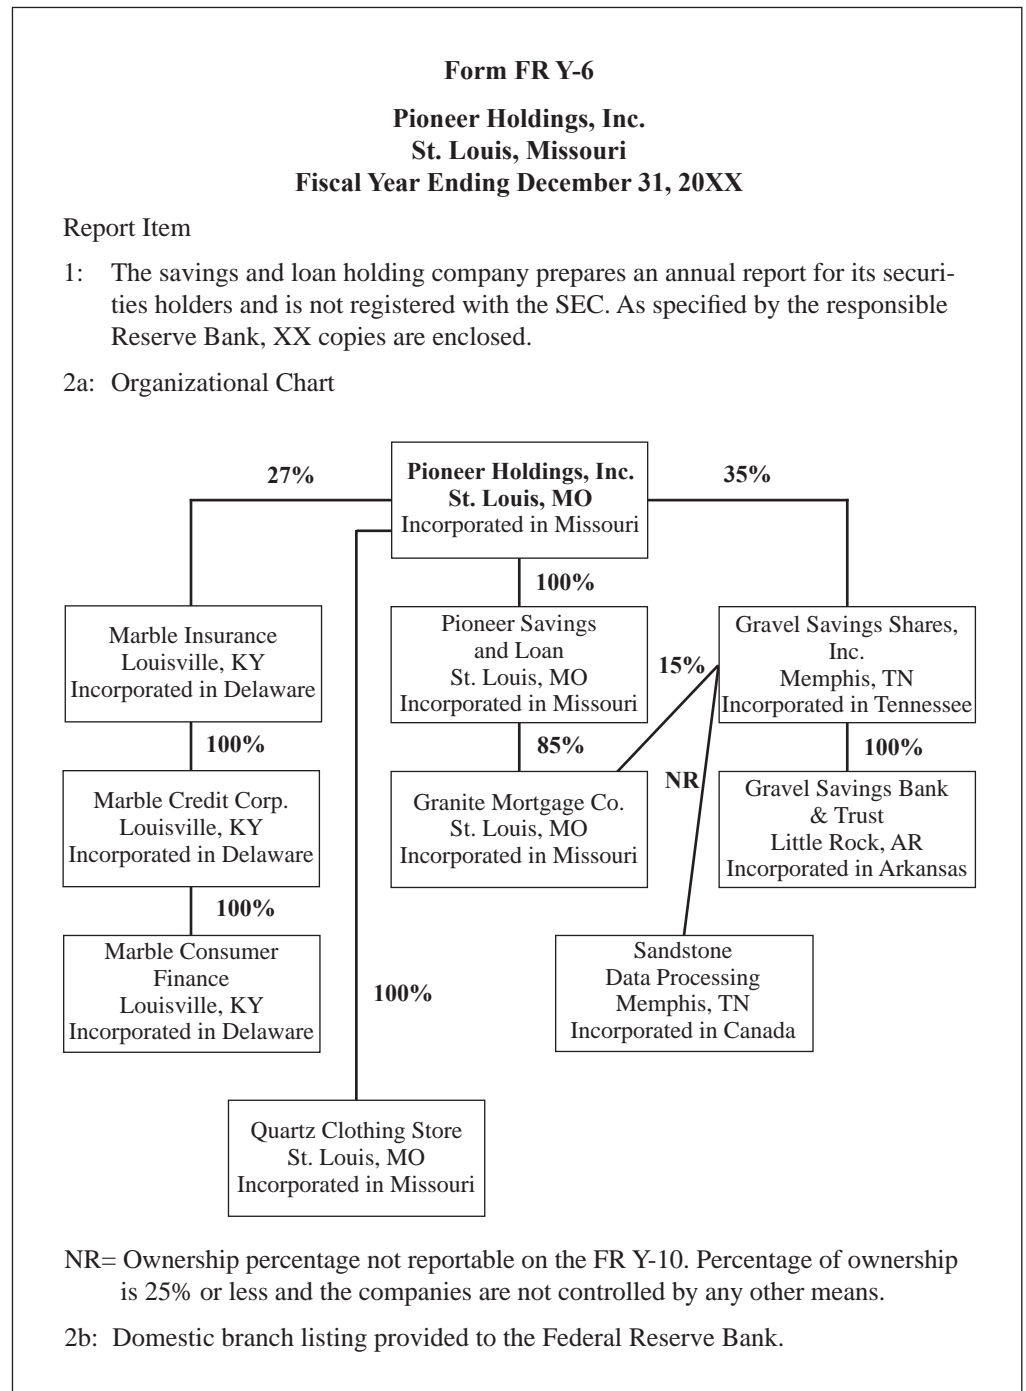 Form FR Y-6
Pioneer Holdings, Inc.
St. Louis, Missouri
Fiscal Year Ending December 31, 20XX
Report Item
1: The savings and loan holding company prepares an annual report for its securi-
ties holders and is not registered with the SEC. As specified by the responsible
Reserve Bank, XX copies are enclosed.
2a: Organizational Chart
27%
Pioneer Holdings, Inc.
St. Louis, MO
Incorporated in Missouri
35%
100%
Marble Insurance
Louisville, KY
Incorporated in Delaware
Pioneer Savings
and Loan
St. Louis, MO
Incorporated in Missouri
15%
Gravel Savings Shares,
Inc.
Memphis, TN
Incorporated in Tennessee
100%
85%
NR
100%
Marble Credit Corp.
Louisville, KY
Incorporated in Delaware
Granite Mortgage Co.
St. Louis, MO
Incorporated in Missouri
Gravel Savings Bank
& Trust
Little Rock, AR
Incorporated in Arkansas
100%
Marble Consumer
Finance
Louisville, KY
Incorporated in Delaware
100%
Sandstone
Data Processing
Memphis, TN
Incorporated in Canada
Quartz Clothing Store
St. Louis, MO
Incorporated in Missouri
NR= Ownership percentage not reportable on the FR Y-10. Percentage of ownership
is 25% or less and the companies are not controlled by any other means.
2b: Domestic branch listing provided to the Federal Reserve Bank.